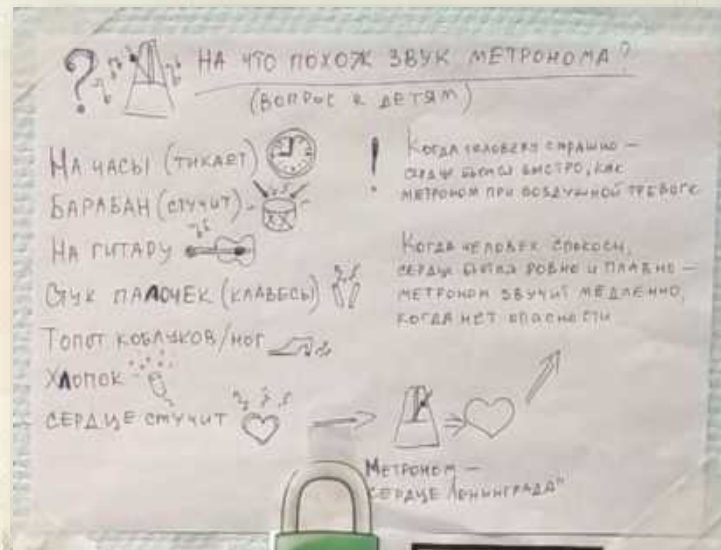 НА ЧТО ПОХОЖ ЗВУК МЕТРОНОМА?
(ВОПРОС К ДЕТЯМ)
НА ЧАСЫ (ТИКАЕТ)
БАРАБАН (СТУЧИТ)
НА ГИТАРУ
СТУК ПАЛОЧЕК (КЛАВЕСЫ)
ТОПОТ КОБЛУКОВ/НОГ
ХЛОПОК
СЕРДЦЕ СТУЧИТ
! КОГДА ЧЕЛОВЕКУ СТРАШНО –
СЕРДЦЕ БЬЕТСЯ БЫСТРО, КАК
МЕТРОНОМ ПРИ ВОЗДУШНОЙ ТРЕВОГЕ
КОГДА ЧЕЛОВЕК СПОКОЕН,
СЕРДЦЕ БЬЕТСЯ РОВНО И ПЛАВНО –
МЕТРОНОМ ЗВУЧИТ МЕДЛЕННО,
КОГДА НЕТ ОПАСНОСТИ
МЕТРОНОМ –
"СЕРДЦЕ ЛЕНИНГРАДА"